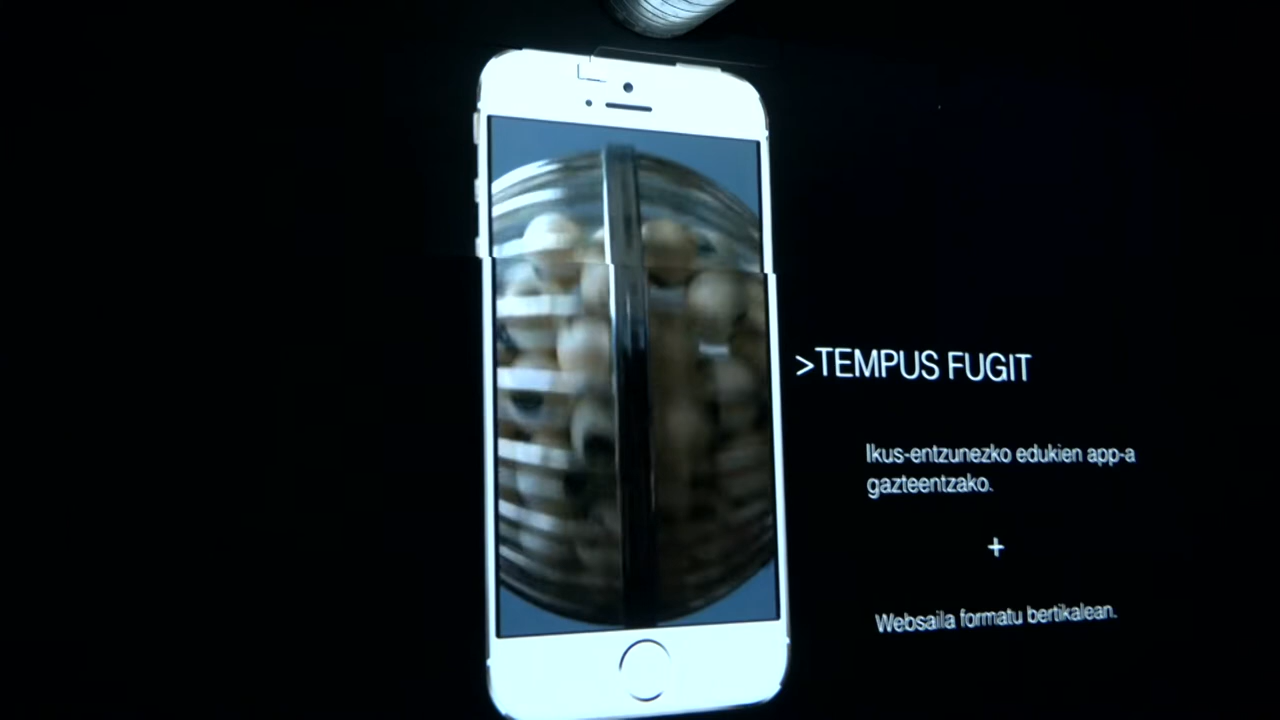 >TEMPUS FUGIT
Ikus-entzunezko edukien app-a
gazteentzako.
+
Websaila formatu bertikalean.